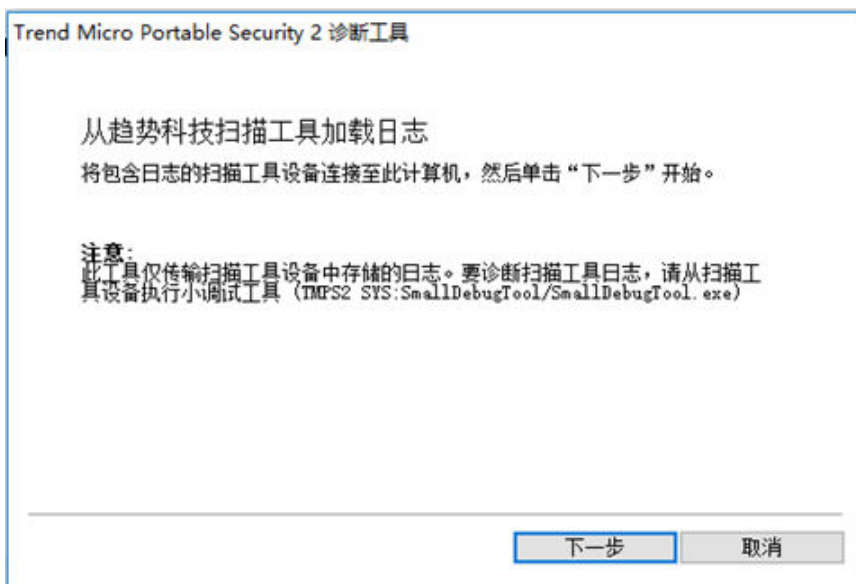 Trend Micro Portable Security 2 诊断工具
从趋势科技扫描工具加载日志
将包含日志的扫描工具设备连接至此计算机，然后单击“下一步”开始。
注意：
此工具仅传输扫描工具设备中存储的日志。要诊断扫描工具日志，请从扫描工
具设备执行小调试工具 (TMPS2 SYS:SmallDebugTool/SmallDebugTool.exe)
下一步
取消